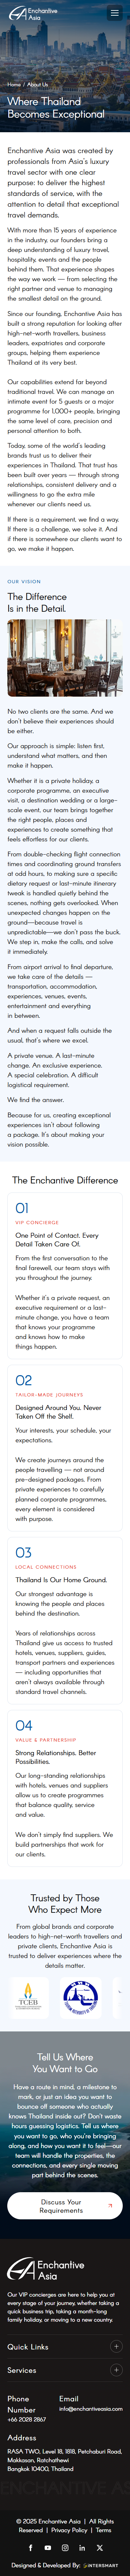 Enchantive
Asia
Home / About Us
Where Thailand
Becomes Exceptional
Enchantive Asia was created by
professionals from Asia's luxury
travel sector with one clear
purpose: to deliver the highest
standards of service, with the
attention to detail that exceptional
travel demands.
With more than 15 years of experience
in the industry, our founders bring a
deep understanding of luxury travel,
hospitality, events and the people
behind them. That experience shapes
the way we work — from selecting the
right partner and venue to managing
the smallest detail on the ground.
Since our founding, Enchantive Asia has
built a strong reputation for looking after
high-net-worth travellers, business
leaders, expatriates and corporate
groups, helping them experience
Thailand at its very best.
Our capabilities extend far beyond
traditional travel. We can manage an
intimate event for 5 guests or a major
programme for 1,000+ people, bringing
the same level of care, precision and
personal attention to both.
Today, some of the world's leading
brands trust us to deliver their
experiences in Thailand. That trust has
been built over years — through strong
relationships, consistent delivery and a
willingness to go the extra mile
whenever our clients need us.
If there is a requirement, we find a way.
If there is a challenge, we solve it. And
if there is somewhere our clients want to
go, we make it happen.
OUR VISION
The Difference
Is in the Detail.
No two clients are the same. And we
don't believe their experiences should
be either.
Our approach is simple: listen first,
understand what matters, and then
make it happen.
Whether it is a private holiday, a
corporate programme, an executive
visit, a destination wedding or a large-
scale event, our team brings together
the right people, places and
experiences to create something that
feels effortless for our clients.
From double-checking flight connection
times and coordinating ground transfers
at odd hours, to making sure a specific
dietary request or last-minute itinerary
tweak is handled quietly behind the
scenes, nothing gets overlooked. When
unexpected changes happen on the
ground—because travel is
unpredictable—we don't pass the buck.
We step in, make the calls, and solve
it immediately.
From airport arrival to final departure,
we take care of the details —
transportation, accommodation,
experiences, venues, events,
entertainment and everything
in between.
And when a request falls outside the
usual, that's where we excel.
A private venue. A last-minute
change. An exclusive experience.
A special celebration. A difficult
logistical requirement.
We find the answer.
Because for us, creating exceptional
experiences isn't about following
a package. It's about making your
vision possible.
The Enchantive Difference
01
VIP CONCIERGE
One Point of Contact. Every
Detail Taken Care Of.
From the first conversation to the
final farewell, our team stays with
you throughout the journey.
Whether it's a private request, an
executive requirement or a last-
minute change, you have a team
that knows your programme
and knows how to make
things happen.
02
TAILOR-MADE JOURNEYS
Designed Around You. Never
Taken Off the Shelf.
Your interests, your schedule, your
expectations.
We create journeys around the
people travelling — not around
pre-designed packages. From
private experiences to carefully
planned corporate programmes,
every element is considered
with purpose.
03
LOCAL CONNECTIONS
Thailand Is Our Home Ground.
Our strongest advantage is
knowing the people and places
behind the destination.
Years of relationships across
Thailand give us access to trusted
hotels, venues, suppliers, guides,
transport partners and experiences
— including opportunities that
aren't always available through
standard travel channels.
04
VALUE & PARTNERSHIP
Strong Relationships. Better
Possibilities.
Our long-standing relationships
with hotels, venues and suppliers
allow us to create programmes
that balance quality, service
and value.
We don't simply find suppliers. We
build partnerships that work for
our clients.
Trusted by Those
Who Expect More
From global brands and corporate
leaders to high-net-worth travellers and
private clients, Enchantive Asia is
trusted to deliver experiences where the
details matter.
TCEB
Tell Us Where
You Want to Go
Have a route in mind, a milestone to
mark, or just an idea you want to
bounce off someone who actually
knows Thailand inside out? Don't waste
hours guessing logistics. Tell us where
you want to go, who you're bringing
along, and how you want it to feel—our
team will handle the properties, the
connections, and every single moving
part behind the scenes.
Discuss Your
Requirements
Enchantive
Asia
Our VIP concierges are here to help you at
every stage of your journey, whether taking a
quick business trip, taking a month-long
family holiday, or moving to a new country.
Quick Links
Services
Phone
Number
+66 2028 2867
Email
info@enchantiveasia.com
Address
RASA TWO, Level 18, 1818, Petchaburi Road,
Makkasan, Ratchathewi
Bangkok 10400, Thailand
ENCHANTIVE
© 2025 Enchantive Asia | All Rights
Reserved | Privacy Policy | Terms
Designed & Developed By: INTERSMART